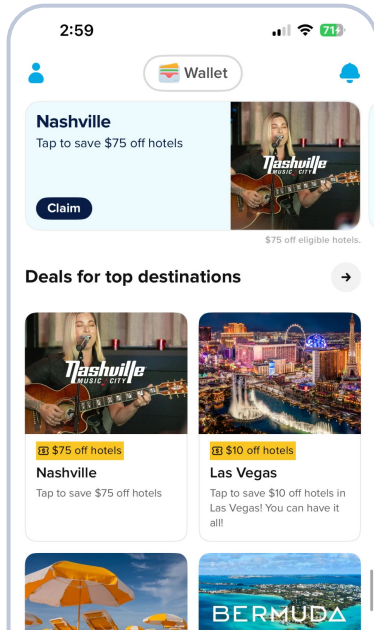 2:59
71
Wallet
Nashville
Tap to save $75 off hotels
Claim
Nashville
MUSIC CITY
$75 off eligible hotels.
Deals for top destinations
Nashville
MUSIC CITY
$75 off hotels
Nashville
Tap to save $75 off hotels
$10 off hotels
Las Vegas
Tap to save $10 off hotels in
Las Vegas! You can have it
all!
BERMUDA